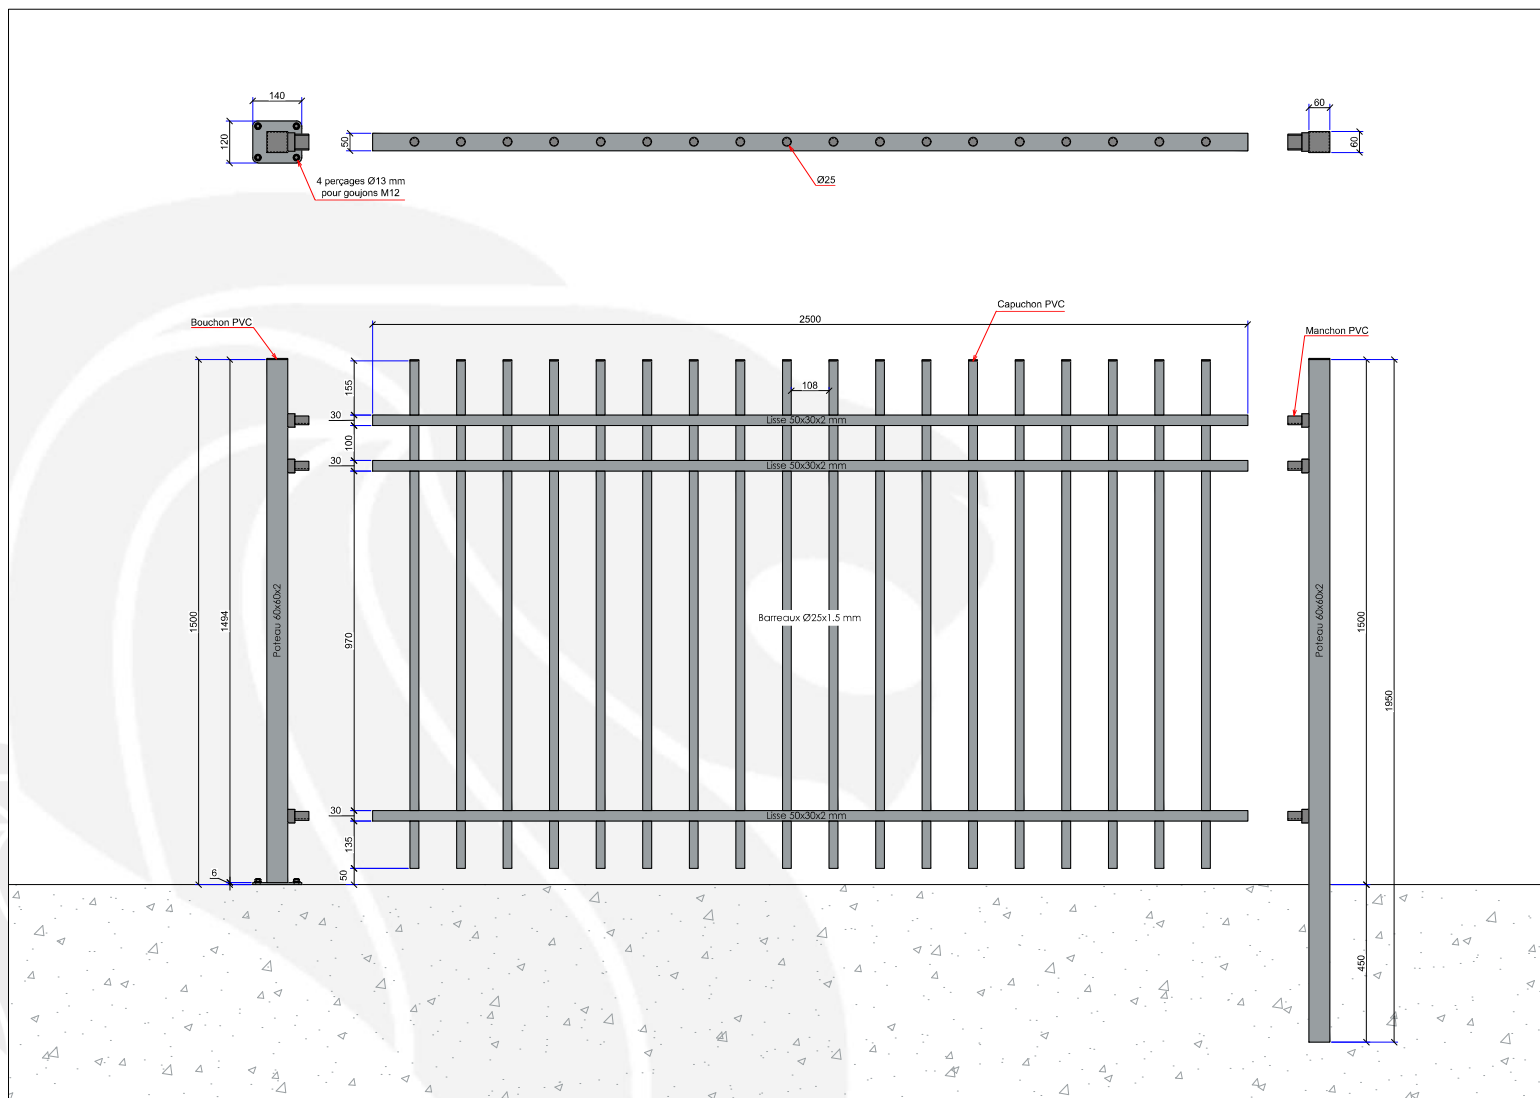 140
120
4 perçages Ø13 mm
pour goujons M12
50
Ø25
60
60
Bouchon PVC
2500
Capuchon PVC
Manchon PVC
155
108
30
Lisse 50x30x2 mm
100
30
Lisse 50x30x2 mm
1500
1494
Poteau 60x60x2
970
Barreaux Ø25x1.5 mm
Poteau 60x60x2
1500
1950
30
Lisse 50x30x2 mm
135
6
50
450